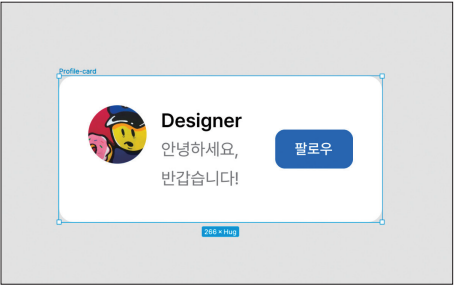 Profile-card
Designer
안녕하세요,
반갑습니다!
팔로우
266 × Hug